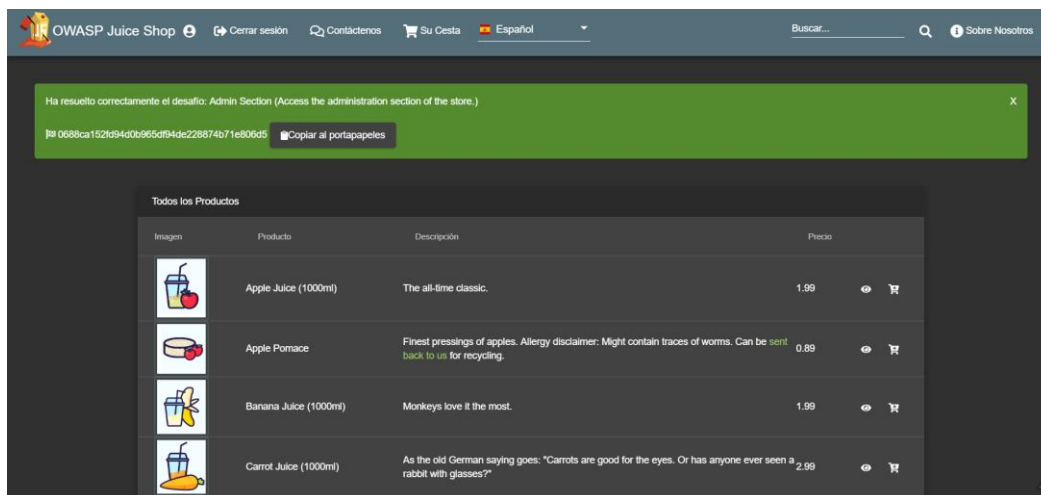 OWASP Juice Shop Cerrar sesión Contáctenos Su Cesta Español Buscar... Sobre Nosotros
Ha resuelto correctamente el desafío: Admin Section (Access the administration section of the store.) X
0688ca152fd94d0b965df94de228874b71e806d5 Copiar al portapapeles
Todos los Productos
Imagen Producto Descripción Precio
Apple Juice (1000ml) The all-time classic. 1.99
Apple Pomace Finest pressings of apples. Allergy disclaimer: Might contain traces of worms. Can be sent 0.89
back to us for recycling.
Banana Juice (1000ml) Monkeys love it the most. 1.99
Carrot Juice (1000ml) As the old German saying goes: "Carrots are good for the eyes. Or has anyone ever seen a 2.99
rabbit with glasses?"